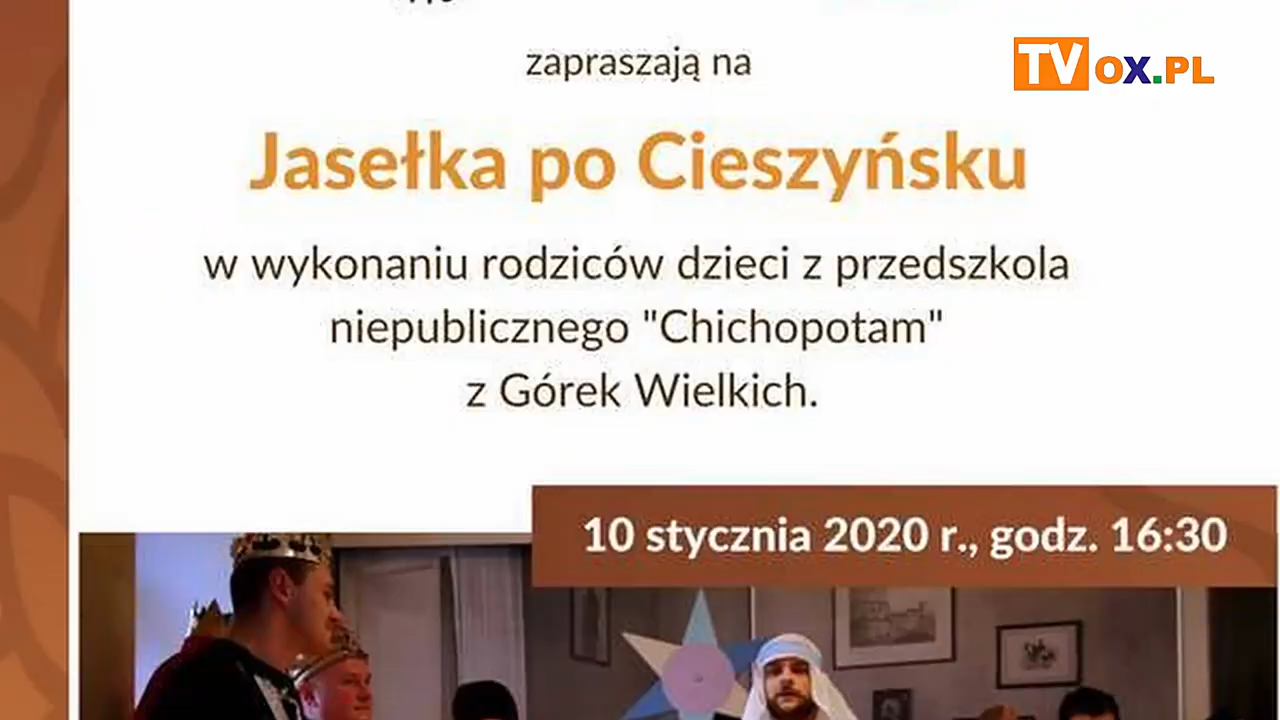 TVOX.PL
zapraszają na
Jasełka po Cieszyńsku
w wykonaniu rodziców dzieci z przedszkola
niepublicznego "Chichopotam"
z Górek Wielkich.
10 stycznia 2020 r., godz. 16:30